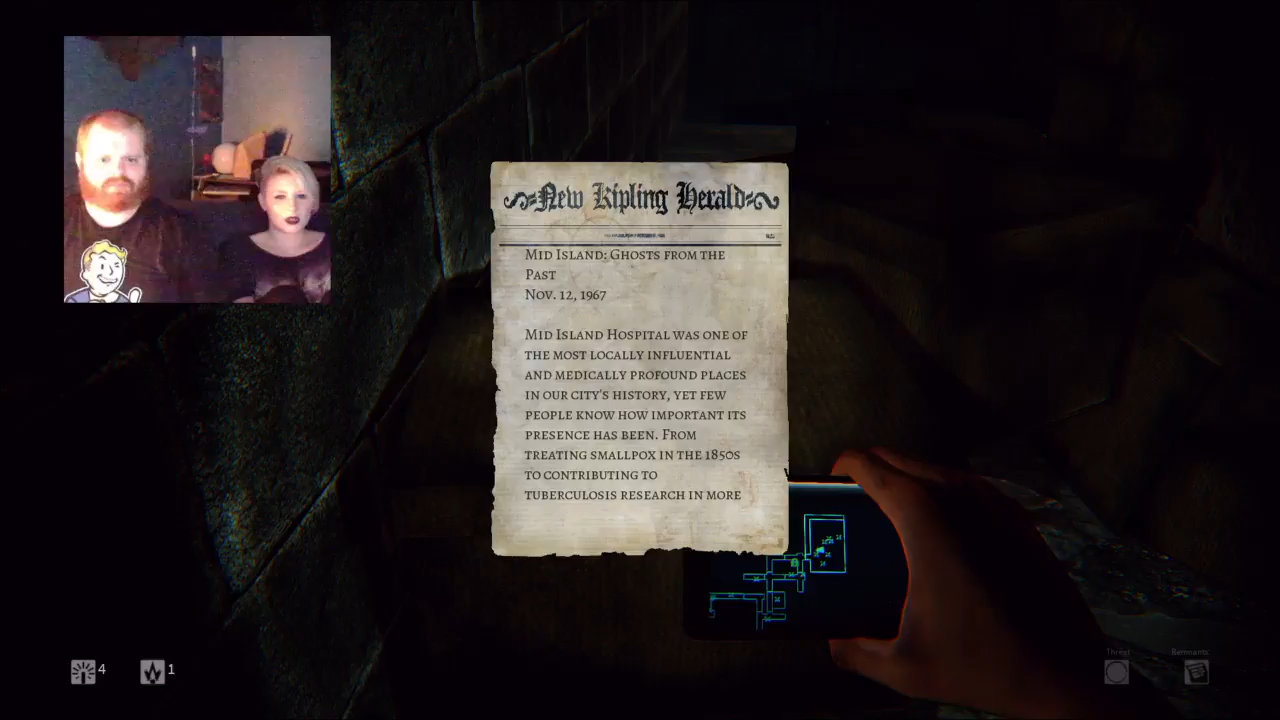 New Kipling Herald
Mid Island: Ghosts from the
Past
Nov. 12, 1967
Mid Island Hospital was one of
the most locally influential
and medically profound places
in our city's history, yet few
people know how important its
presence has been. From
treating smallpox in the 1850s
to contributing to
tuberculosis research in more
4
1
Threat
Remnants